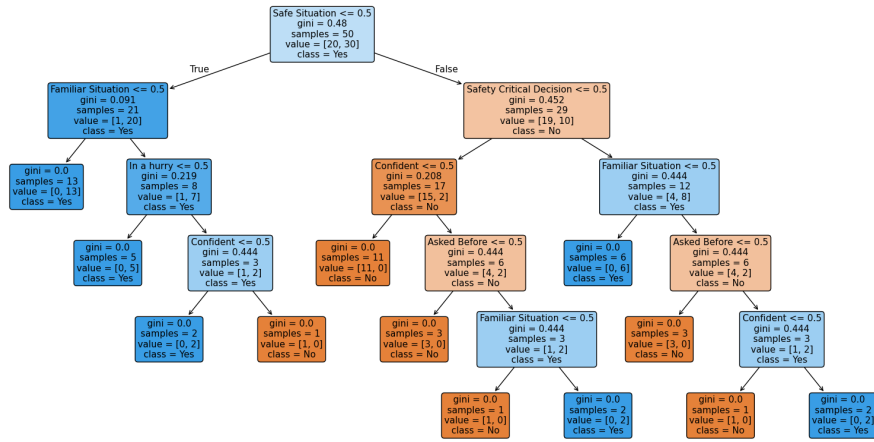 Safe Situation <= 0.5
gini = 0.48
samples = 50
value = [20, 30]
class = Yes
True
False
Familiar Situation <= 0.5
gini = 0.091
samples = 21
value = [1, 20]
class = Yes
Safety Critical Decision <= 0.5
gini = 0.452
samples = 29
value = [19, 10]
class = No
gini = 0.0
samples = 13
value = [0, 13]
class = Yes
In a hurry <= 0.5
gini = 0.219
samples = 8
value = [1, 7]
class = Yes
Confident <= 0.5
gini = 0.208
samples = 17
value = [15, 2]
class = No
Familiar Situation <= 0.5
gini = 0.444
samples = 12
value = [4, 8]
class = Yes
gini = 0.0
samples = 5
value = [0, 5]
class = Yes
Confident <= 0.5
gini = 0.444
samples = 3
value = [1, 2]
class = Yes
gini = 0.0
samples = 11
value = [11, 0]
class = No
Asked Before <= 0.5
gini = 0.444
samples = 6
value = [4, 2]
class = No
gini = 0.0
samples = 6
value = [0, 6]
class = Yes
Asked Before <= 0.5
gini = 0.444
samples = 6
value = [4, 2]
class = No
gini = 0.0
samples = 2
value = [0, 2]
class = Yes
gini = 0.0
samples = 1
value = [1, 0]
class = No
gini = 0.0
samples = 3
value = [3, 0]
class = No
Familiar Situation <= 0.5
gini = 0.444
samples = 3
value = [1, 2]
class = Yes
gini = 0.0
samples = 3
value = [3, 0]
class = No
Confident <= 0.5
gini = 0.444
samples = 3
value = [1, 2]
class = Yes
gini = 0.0
samples = 1
value = [1, 0]
class = No
gini = 0.0
samples = 2
value = [0, 2]
class = Yes
gini = 0.0
samples = 1
value = [1, 0]
class = No
gini = 0.0
samples = 2
value = [0, 2]
class = Yes